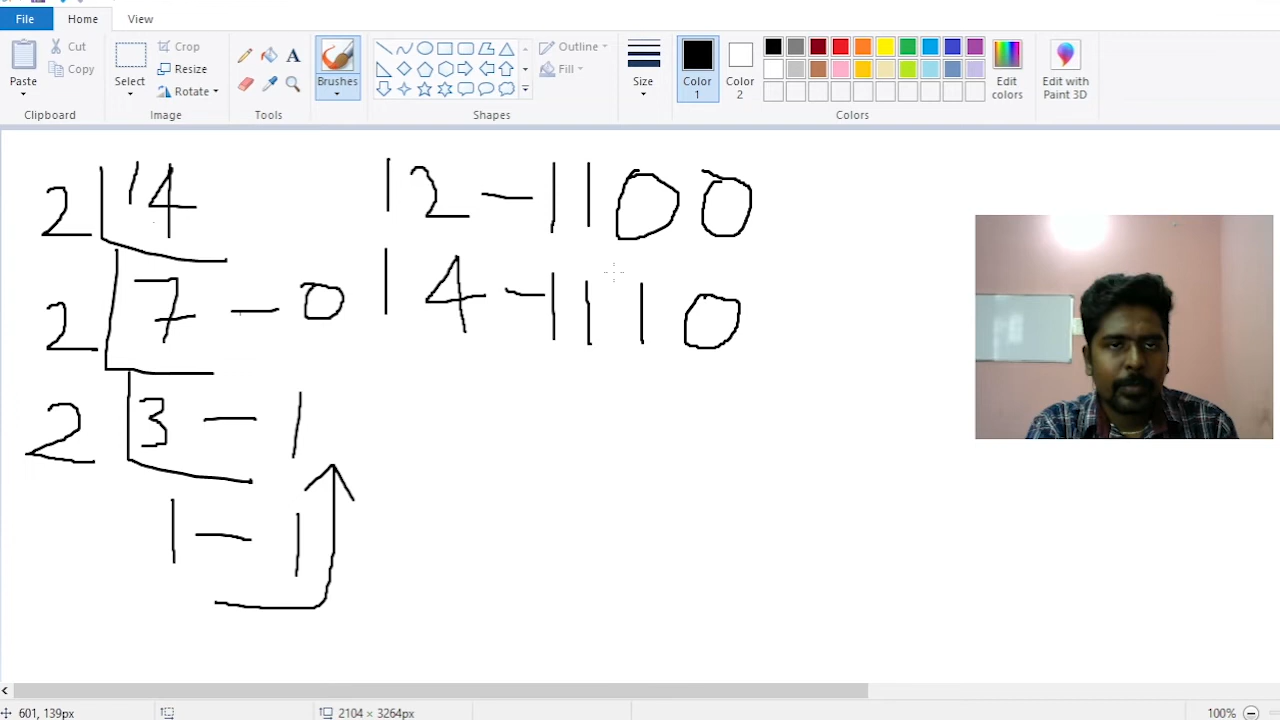 File Home View
Cut Copy Paste Clipboard
Crop Resize Rotate Select Image
A Tools
Brushes
Outline Fill Shapes
Size
Color 1 Color 2 Edit colors Colors
Edit with Paint 3D
2 14 12 - 1100
2 7 - 0 14 - 1110
2 3 - 1
1 - 1
601, 139px 2104 × 3264px 100%